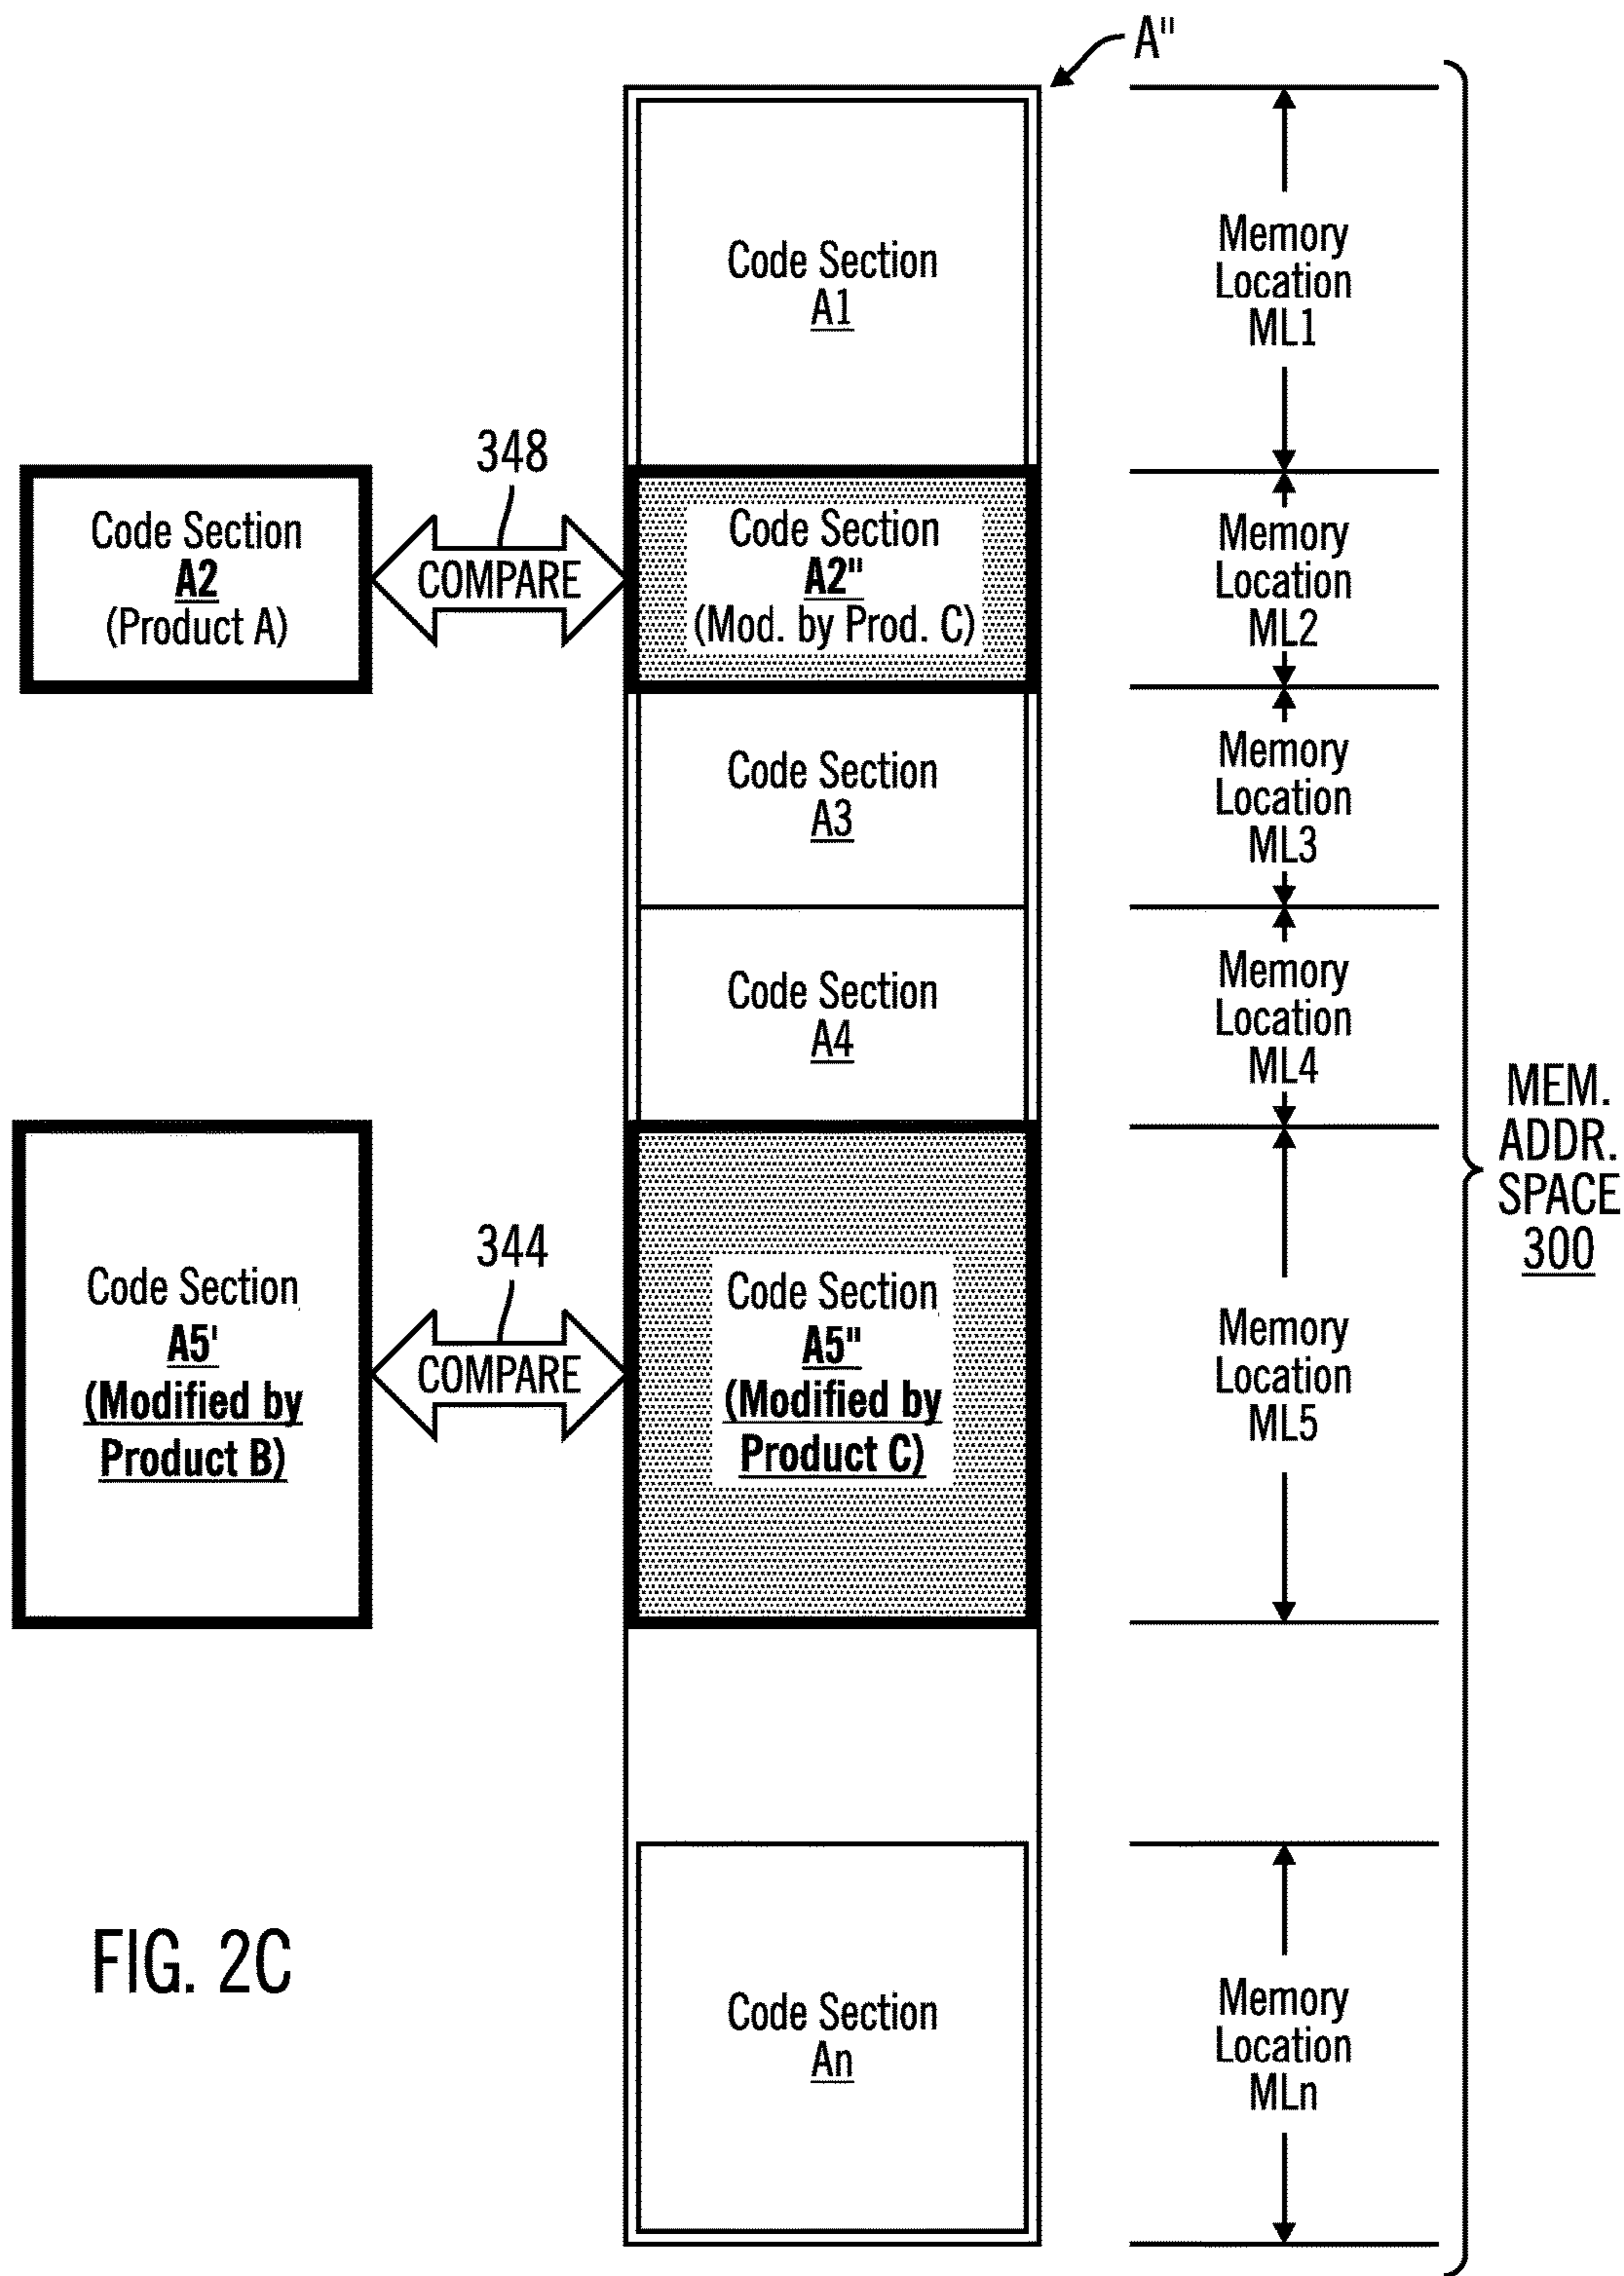 A"
Code Section
A1
Memory
Location
ML1
348
Code Section
A2
(Product A)
COMPARE
Code Section
A2"
(Mod. by Prod. C)
Memory
Location
ML2
Code Section
A3
Memory
Location
ML3
Code Section
A4
Memory
Location
ML4
MEM.
ADDR.
SPACE
300
Code Section
A5'
(Modified by
Product B)
344
COMPARE
Code Section
A5"
(Modified by
Product C)
Memory
Location
ML5
FIG. 2C
Code Section
An
Memory
Location
MLn